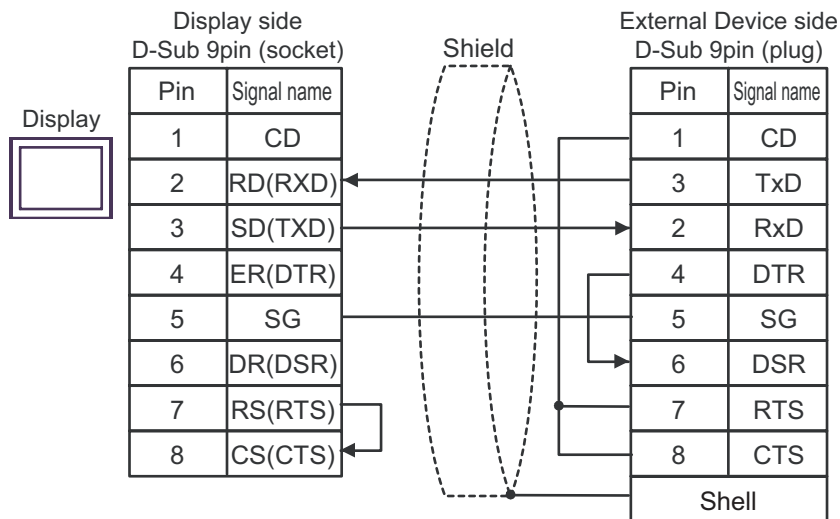 Display side
D-Sub 9pin (socket)
Shield
External Device side
D-Sub 9pin (plug)
Display
Pin Signal name
1 CD
2 RD(RXD)
3 SD(TXD)
4 ER(DTR)
5 SG
6 DR(DSR)
7 RS(RTS)
8 CS(CTS)
Pin Signal name
1 CD
3 TxD
2 RxD
4 DTR
5 SG
6 DSR
7 RTS
8 CTS
Shell